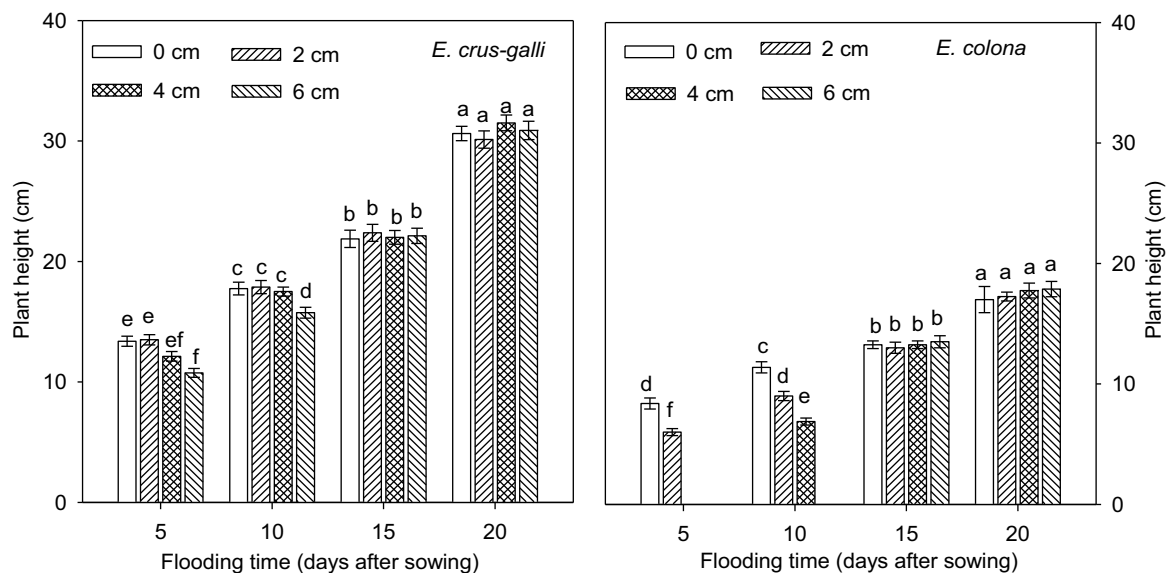 40
30
20
10
0
Plant height (cm)
0 cm
2 cm
4 cm
6 cm
E. crus-galli
e e ef f
c c c d
b b b b
a a a a
5 10 15 20
Flooding time (days after sowing)
0 cm
2 cm
4 cm
6 cm
E. colona
d f
c d e
b b b b
a a a a
5 10 15 20
Flooding time (days after sowing)
40
30
20
10
0
Plant height (cm)